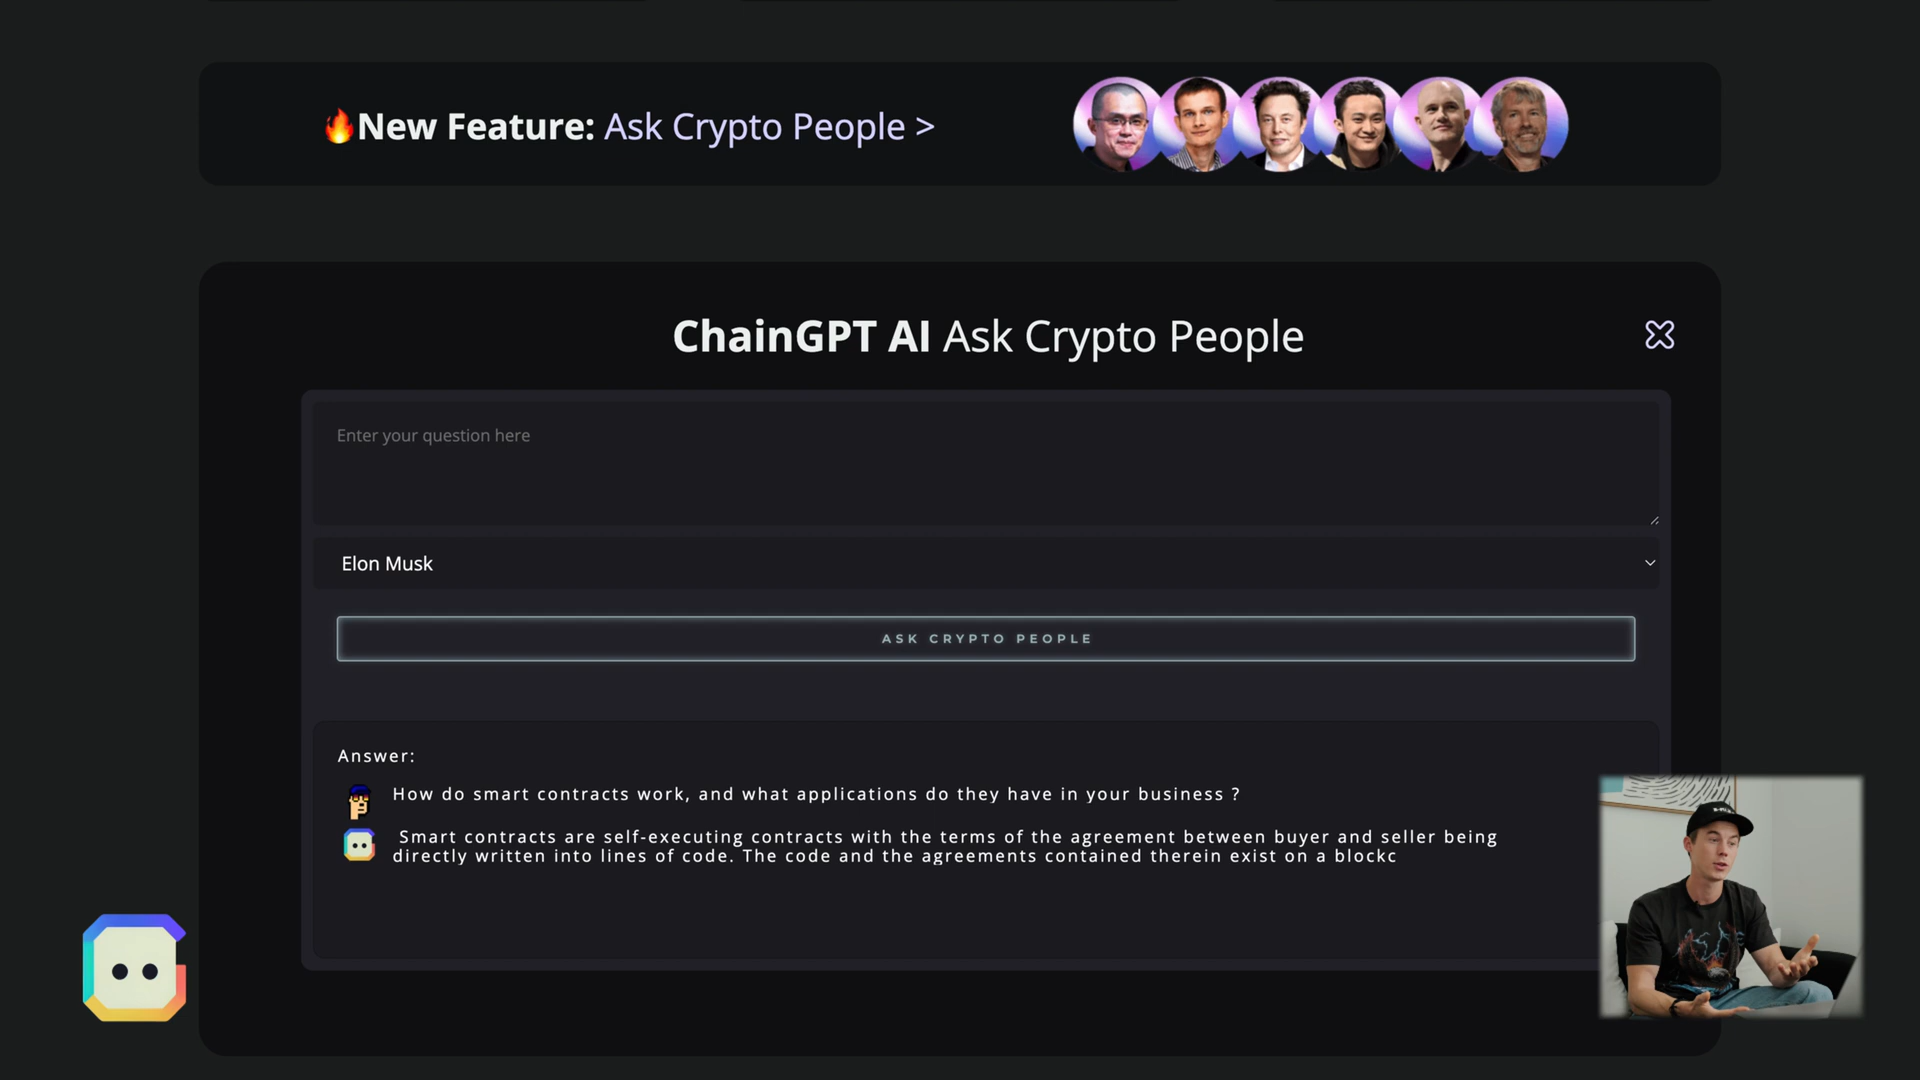 🔥New Feature: Ask Crypto People >
ChainGPT AI Ask Crypto People
Enter your question here
Elon Musk
ASK CRYPTO PEOPLE
Answer:
How do smart contracts work, and what applications do they have in your business ?
Smart contracts are self-executing contracts with the terms of the agreement between buyer and seller being
directly written into lines of code. The code and the agreements contained therein exist on a blockc